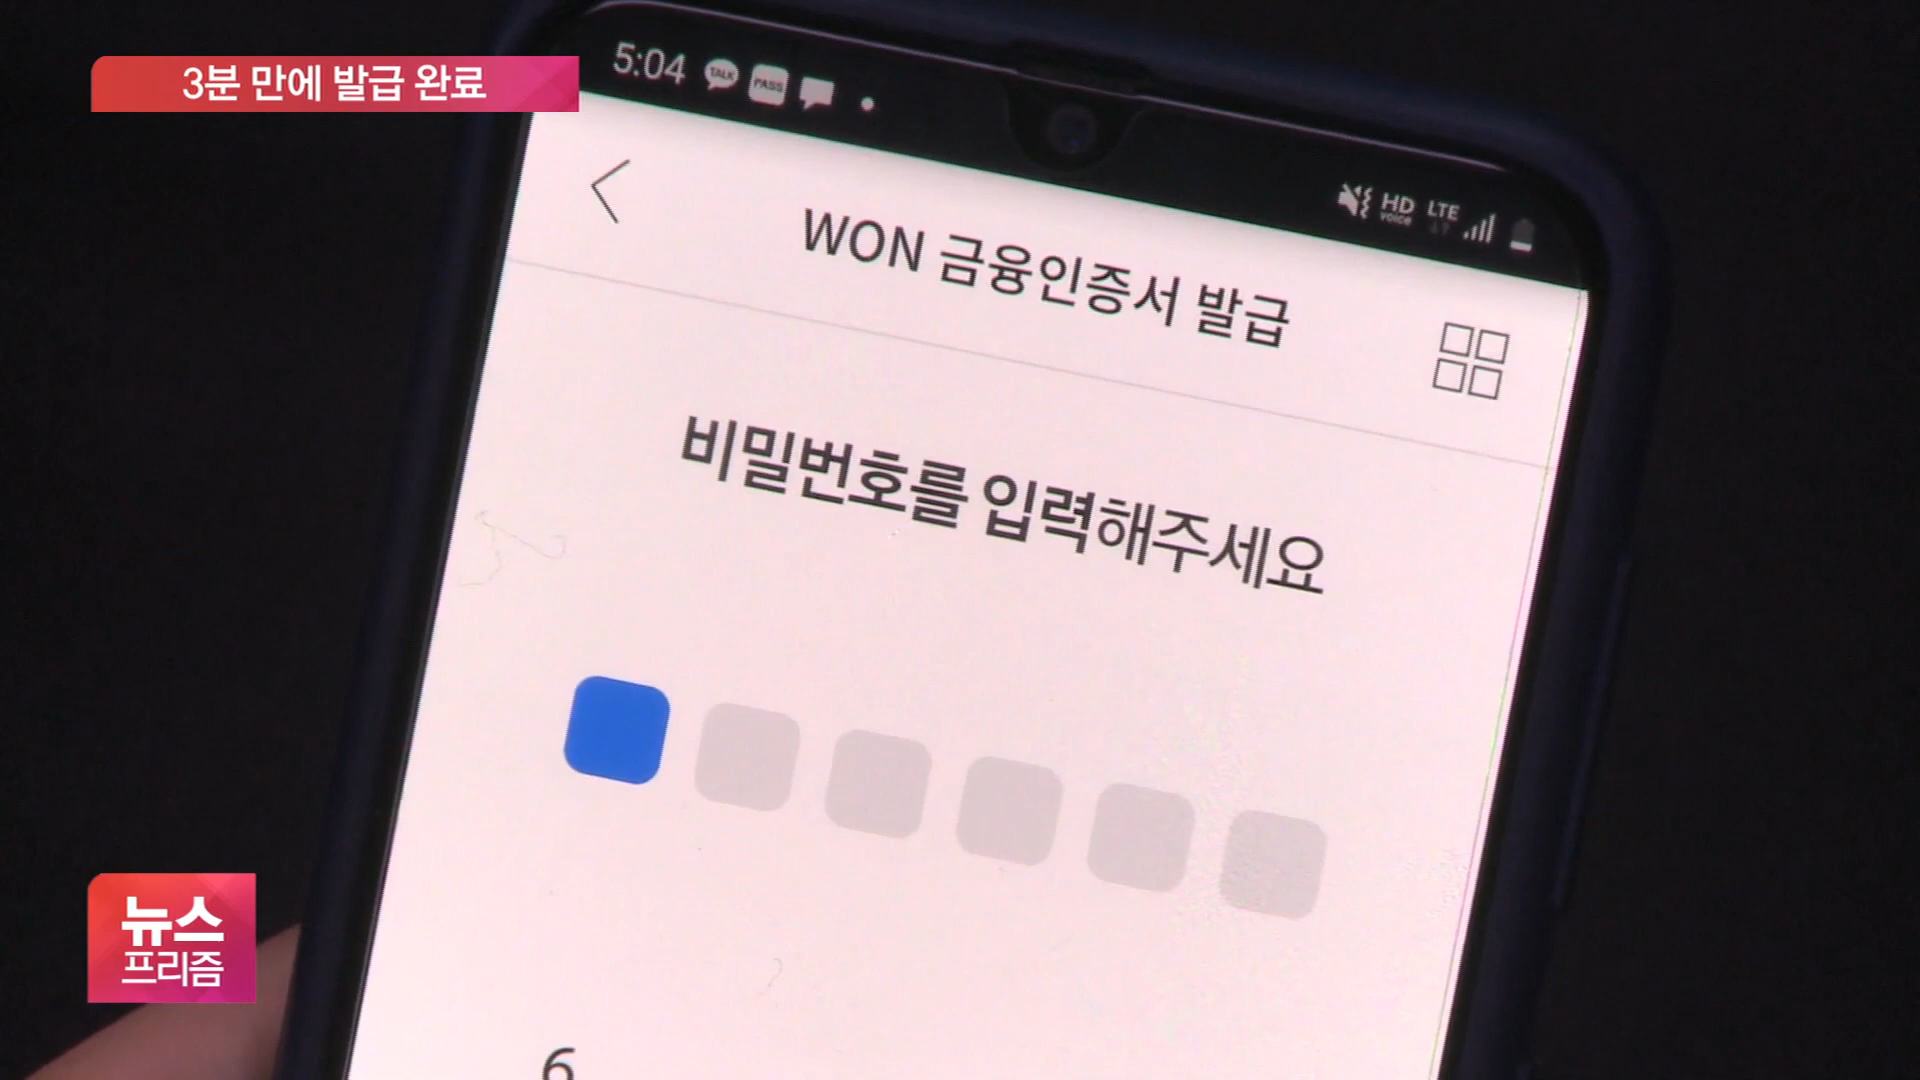 3분 만에 발급 완료
5:04 TALK PASS
HD voice LTE
WON 금융인증서 발급
비밀번호를 입력해주세요
6
뉴스
프리즘